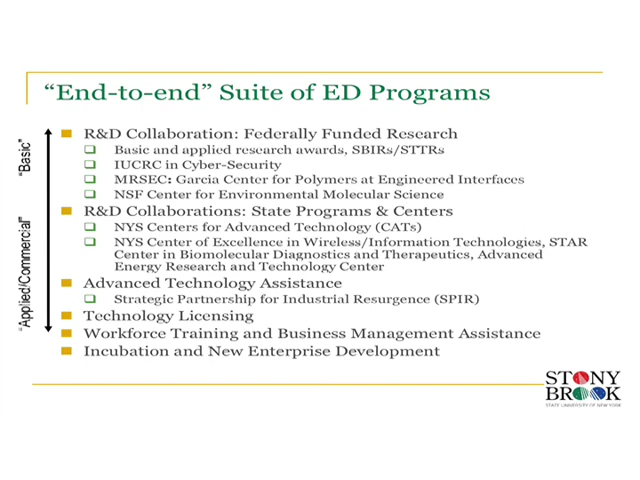 “End-to-end” Suite of ED Programs
“Basic”
“Applied/Commercial”
R&D Collaboration: Federally Funded Research
Basic and applied research awards, SBIRs/STTRs
IUCRC in Cyber-Security
MRSEC: Garcia Center for Polymers at Engineered Interfaces
NSF Center for Environmental Molecular Science
R&D Collaborations: State Programs & Centers
NYS Centers for Advanced Technology (CATs)
NYS Center of Excellence in Wireless/Information Technologies, STAR
Center in Biomolecular Diagnostics and Therapeutics, Advanced
Energy Research and Technology Center
Advanced Technology Assistance
Strategic Partnership for Industrial Resurgence (SPIR)
Technology Licensing
Workforce Training and Business Management Assistance
Incubation and New Enterprise Development
STONY
BROOK
STATE UNIVERSITY OF NEW YORK